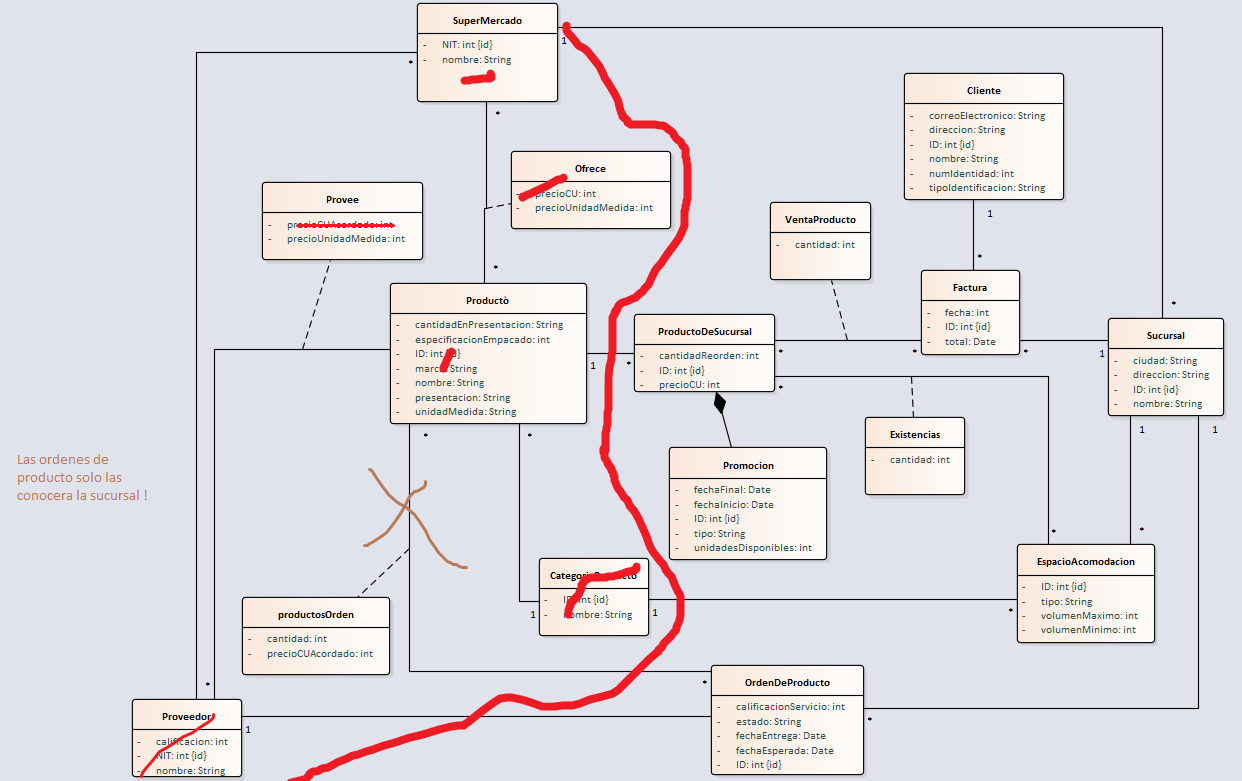 SuperMercado
- NIT: int {id}
- nombre: String
1
*
*
Cliente
- correoElectronico: String
- direccion: String
- ID: int {id}
- nombre: String
- numIdentidad: int
- tipoIdentificacion: String
1
*
Ofrece
- precioCU: int
- precioUnidadMedida: int
*
Provee
- precioCUAcordado: int
- precioUnidadMedida: int
VentaProducto
- cantidad: int
Factura
- fecha: int
- ID: int {id}
- total: Date
*
*
*
Producto
- cantidadEnPresentacion: String
- especificacionEmpacado: int
- ID: int {id}
- marca: String
- nombre: String
- presentacion: String
- unidadMedida: String
1
*
*
*
ProductoDeSucursal
- cantidadReorden: int
- ID: int {id}
- precioCU: int
*
*
Sucursal
- ciudad: String
- direccion: String
- ID: int {id}
- nombre: String
1
1
1
Existencias
- cantidad: int
Promocion
- fechaFinal: Date
- fechaInicio: Date
- ID: int {id}
- tipo: String
- unidadesDisponibles: int
Las ordenes de
producto solo las
conocera la sucursal !
*
*
EspacioAcomodacion
- ID: int {id}
- tipo: String
- volumenMaximo: int
- volumenMinimo: int
*
CategoriaProducto
- ID: int {id}
- nombre: String
1
1
productosOrden
- cantidad: int
- precioCUAcordado: int
OrdenDeProducto
- calificacionServicio: int
- estado: String
- fechaEntrega: Date
- fechaEsperada: Date
- ID: int {id}
*
*
*
Proveedor
- calificacion: int
- NIT: int {id}
- nombre: String
1